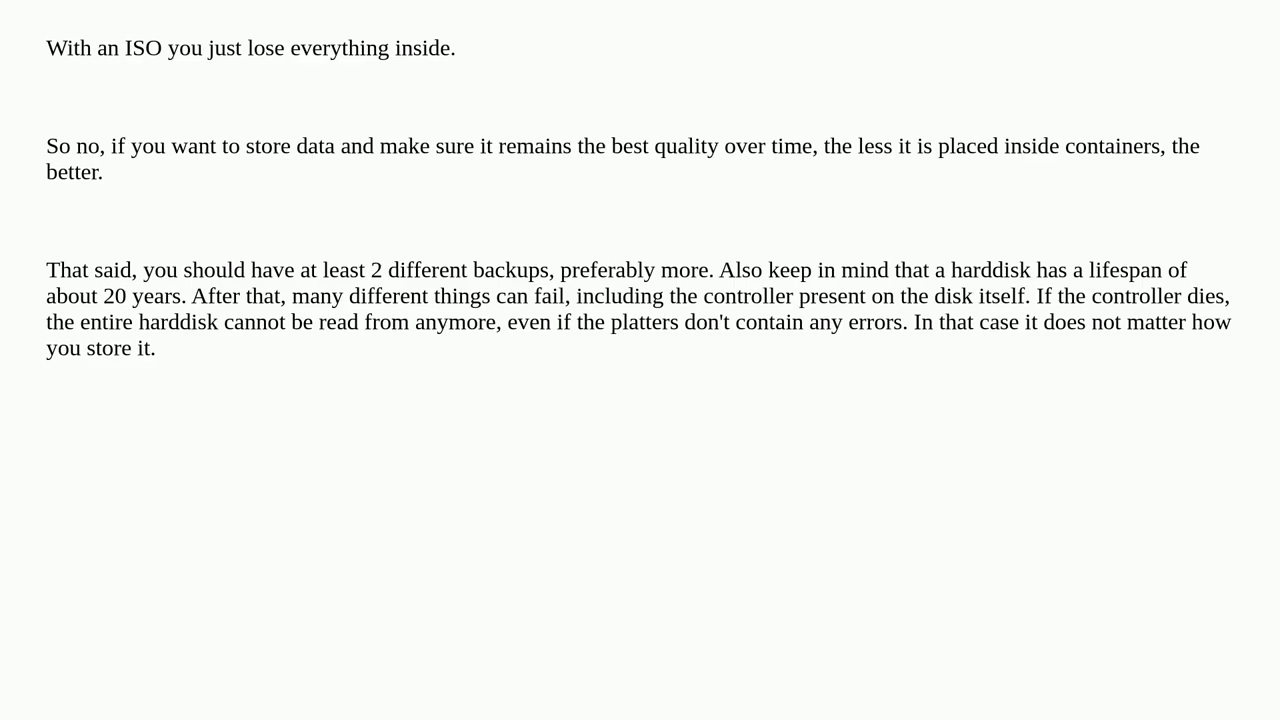 With an ISO you just lose everything inside.
So no, if you want to store data and make sure it remains the best quality over time, the less it is placed inside containers, the
better.
That said, you should have at least 2 different backups, preferably more. Also keep in mind that a harddisk has a lifespan of
about 20 years. After that, many different things can fail, including the controller present on the disk itself. If the controller dies,
the entire harddisk cannot be read from anymore, even if the platters don't contain any errors. In that case it does not matter how
you store it.